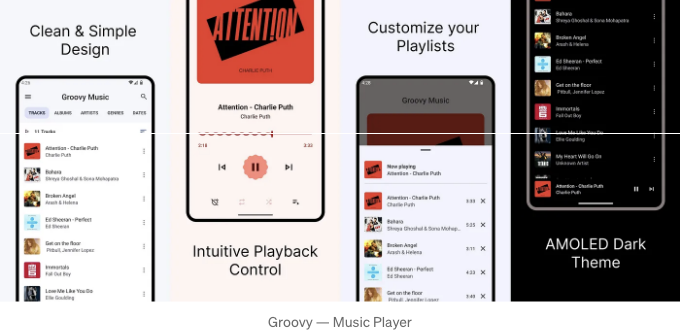 Clean & Simple
Design
4:29
Groovy Music
TRACKS ALBUMS ARTISTS GENRES DATES
11 Tracks
Attention - Charlie Puth
Charlie Puth
Bahara
Shreya Ghoshal & Sona Mohapatra
Broken Angel
Arash & Helena
Ed Sheeran - Perfect
Ed Sheeran
Get on the floor
Pitbull, Jennifer Lopez
Immortals
Fall Out Boy
Love Me Like You Do
Ellie Goulding
ATTENTION
CHARLIE PUTH
Attention - Charlie Puth
Charlie Puth
2:18
3:33
Intuitive Playback
Control
Customize your
Playlists
4:29
Groovy Music
Now playing
Attention - Charlie Puth
Attention - Charlie Puth
Charlie Puth
3:33
Bahara
Shreya Ghoshal & Sona Mohap...
3:25
Broken Angel
Arash & Helena
3:11
Ed Sheeran - Perfect
Ed Sheeran
4:23
Get on the floor
Pitbull, Jennifer Lopez
3:40
Bahara
Shreya Ghoshal & Sona Mohapatra
Broken Angel
Arash & Helena
Ed Sheeran - Perfect
Ed Sheeran
Get on the floor
Pitbull, Jennifer Lopez
Immortals
Fall Out Boy
Love Me Like You Do
Ellie Goulding
My Heart Will Go On
Unknown Artist
Attention - Charlie Puth
Charlie Puth
AMOLED Dark
Theme
Groovy — Music Player